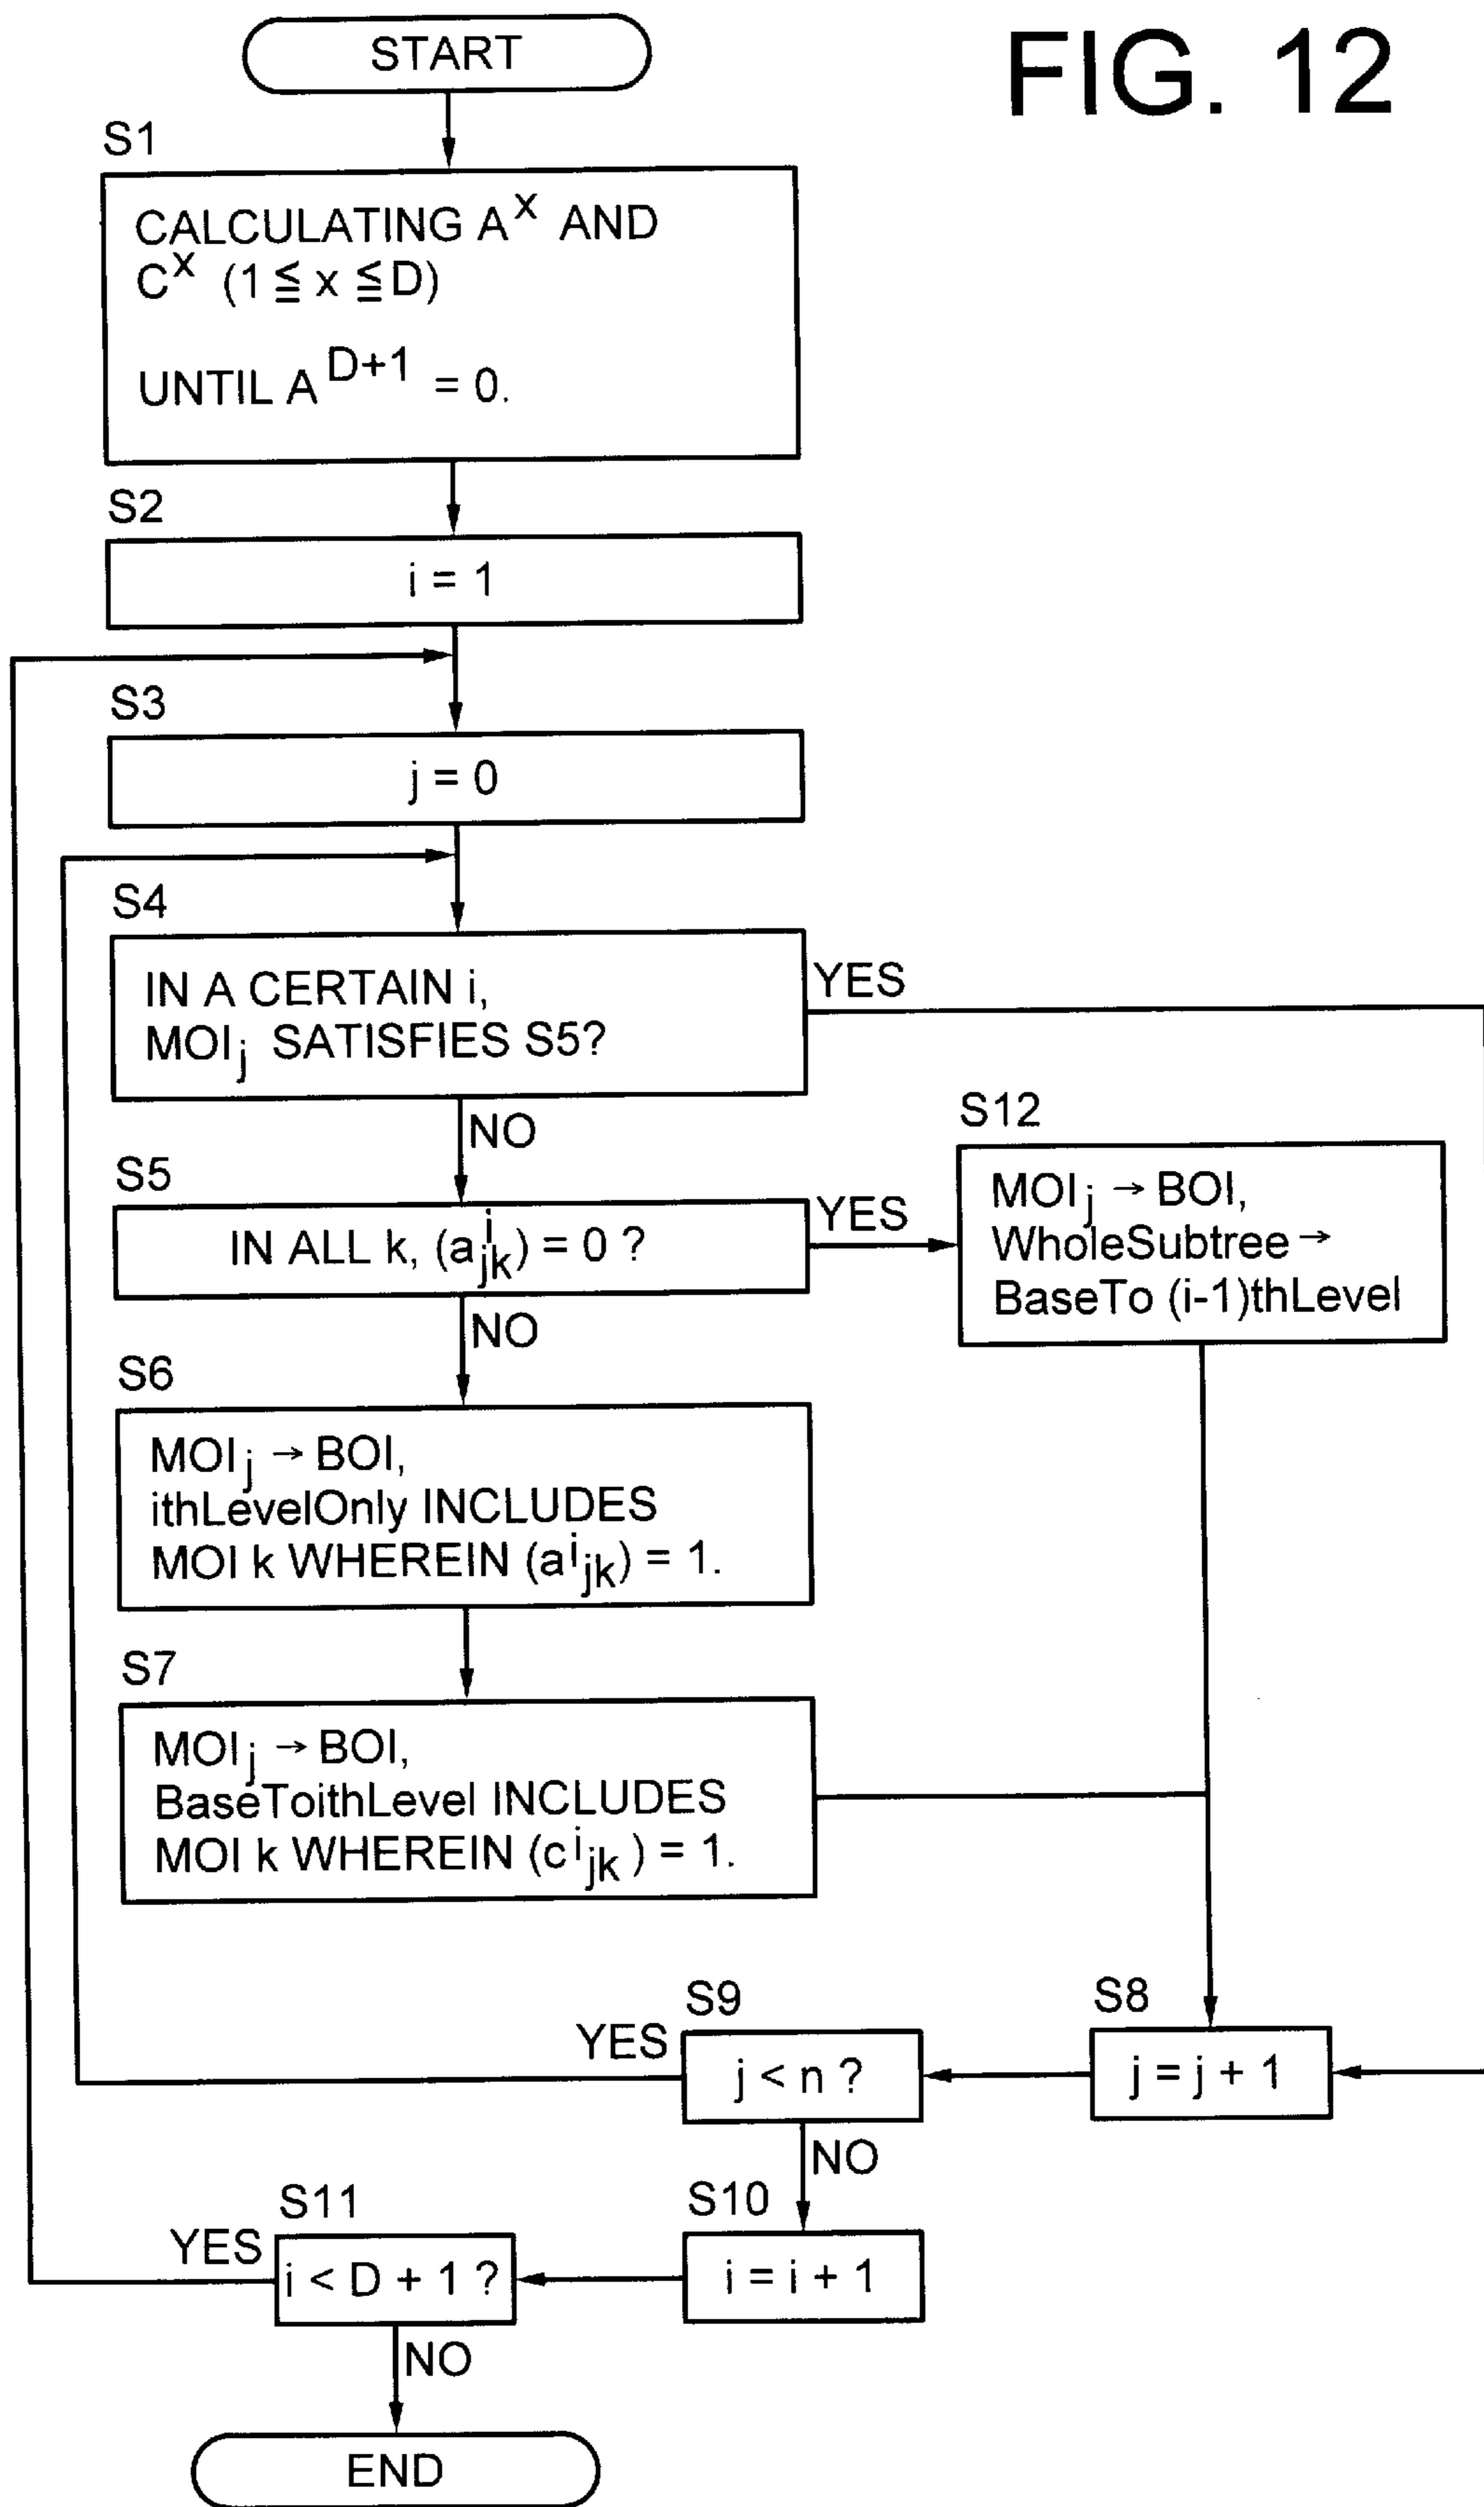 START
FIG. 12
S1
CALCULATING A^x AND
C^x (1 ≦ x ≦ D)
UNTIL A^D+1 = 0.
S2
i = 1
S3
j = 0
S4
IN A CERTAIN i,
MOI_j SATISFIES S5?
YES
NO
S5
IN ALL k, (a^i_jk) = 0 ?
YES
S12
MOI_j → BOI,
WholeSubtree →
BaseTo (i-1)thLevel
NO
S6
MOI_j → BOI,
ithLevelOnly INCLUDES
MOI k WHEREIN (a^i_jk) = 1.
S7
MOI_j → BOI,
BaseToithLevel INCLUDES
MOI k WHEREIN (c^i_jk) = 1.
S8
j = j + 1
S9
j < n ?
YES
NO
S10
i = i + 1
S11
i < D + 1 ?
YES
NO
END